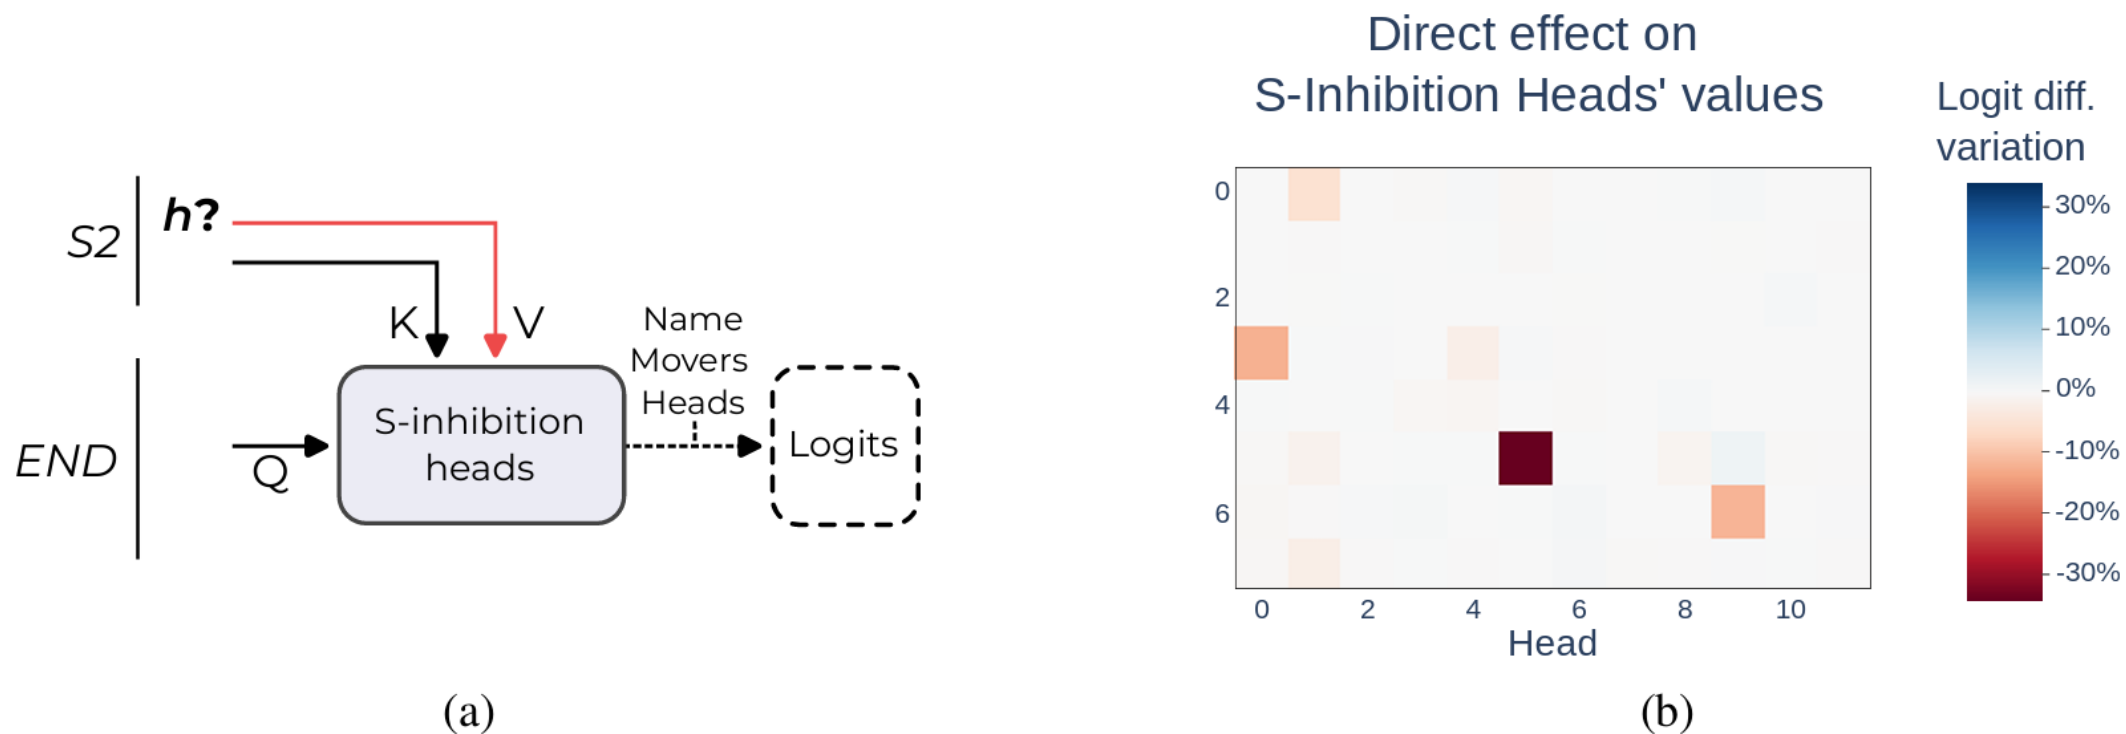 S2
h?
K
V
END
Q
S-inhibition
heads
Name
Movers
Heads
Logits
(a)
Direct effect on
S-Inhibition Heads' values
Logit diff.
variation
0
2
4
6
0 2 4 6 8 10
Head
30%
20%
10%
0%
-10%
-20%
-30%
(b)